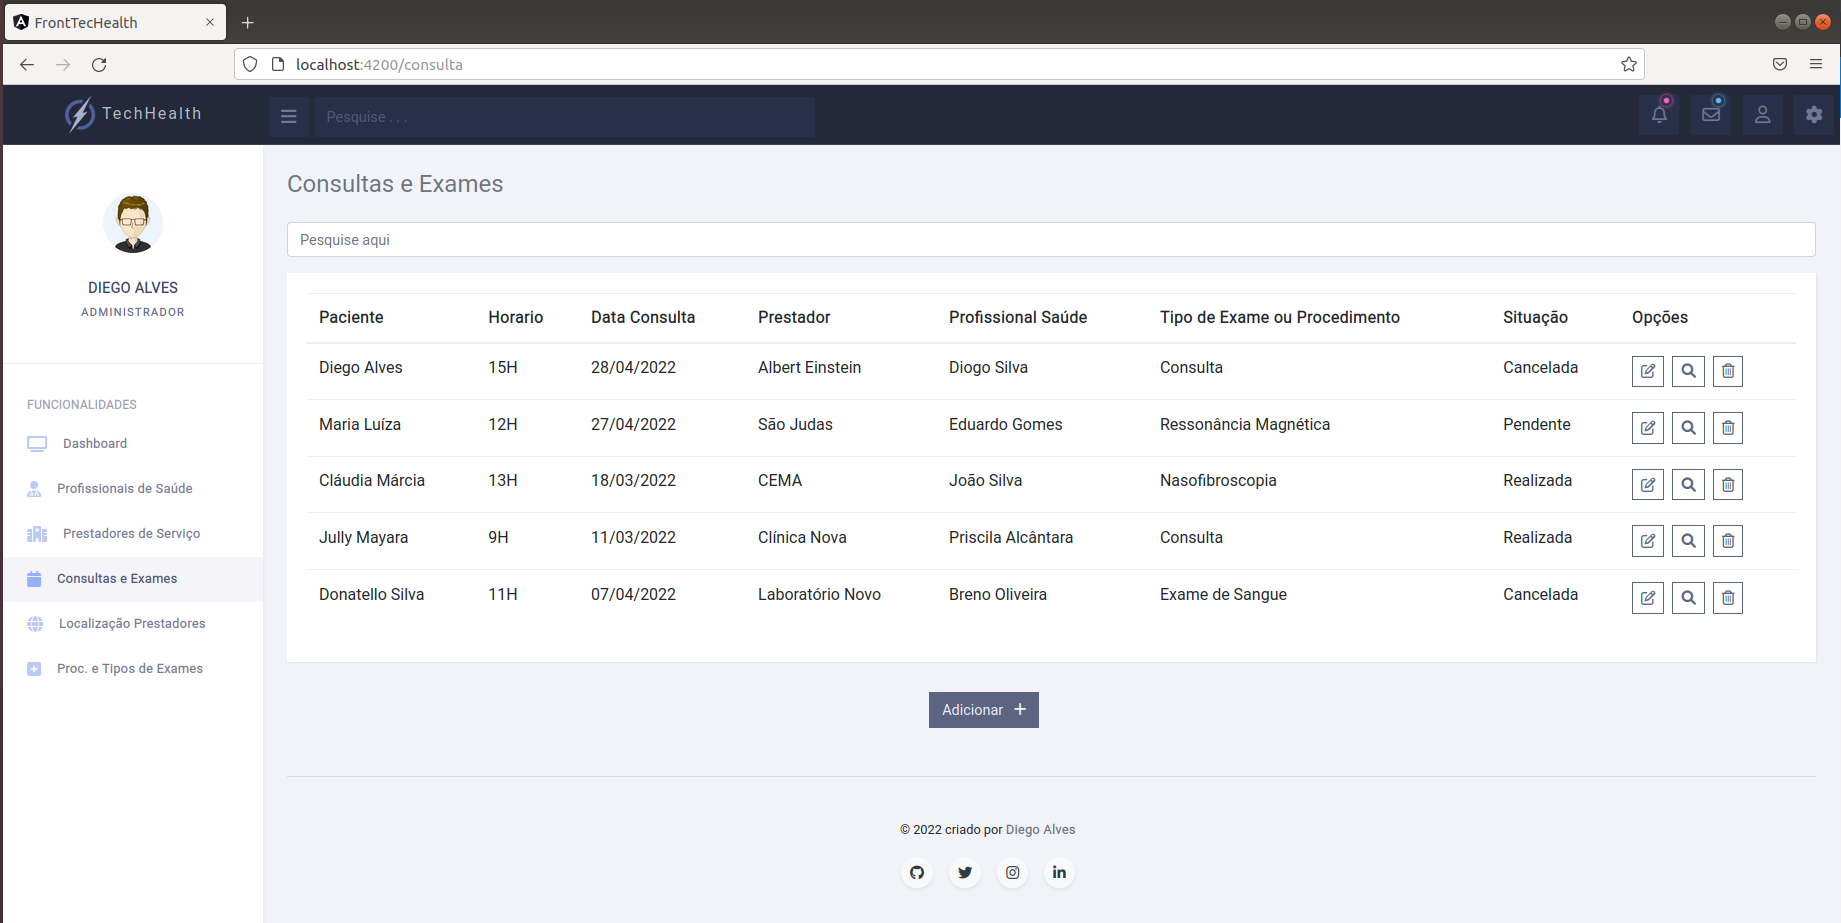 FrontTecHealth
localhost:4200/consulta
TechHealth
Pesquise . . .
DIEGO ALVES
ADMINISTRADOR
FUNCIONALIDADES
Dashboard
Profissionais de Saúde
Prestadores de Serviço
Consultas e Exames
Localização Prestadores
Proc. e Tipos de Exames
Consultas e Exames
Pesquise aqui
Paciente Horario Data Consulta Prestador Profissional Saúde Tipo de Exame ou Procedimento Situação Opções
Diego Alves 15H 28/04/2022 Albert Einstein Diogo Silva Consulta Cancelada
Maria Luíza 12H 27/04/2022 São Judas Eduardo Gomes Ressonância Magnética Pendente
Cláudia Márcia 13H 18/03/2022 CEMA João Silva Nasofibroscopia Realizada
Jully Mayara 9H 11/03/2022 Clínica Nova Priscila Alcântara Consulta Realizada
Donatello Silva 11H 07/04/2022 Laboratório Novo Breno Oliveira Exame de Sangue Cancelada
Adicionar +
© 2022 criado por Diego Alves